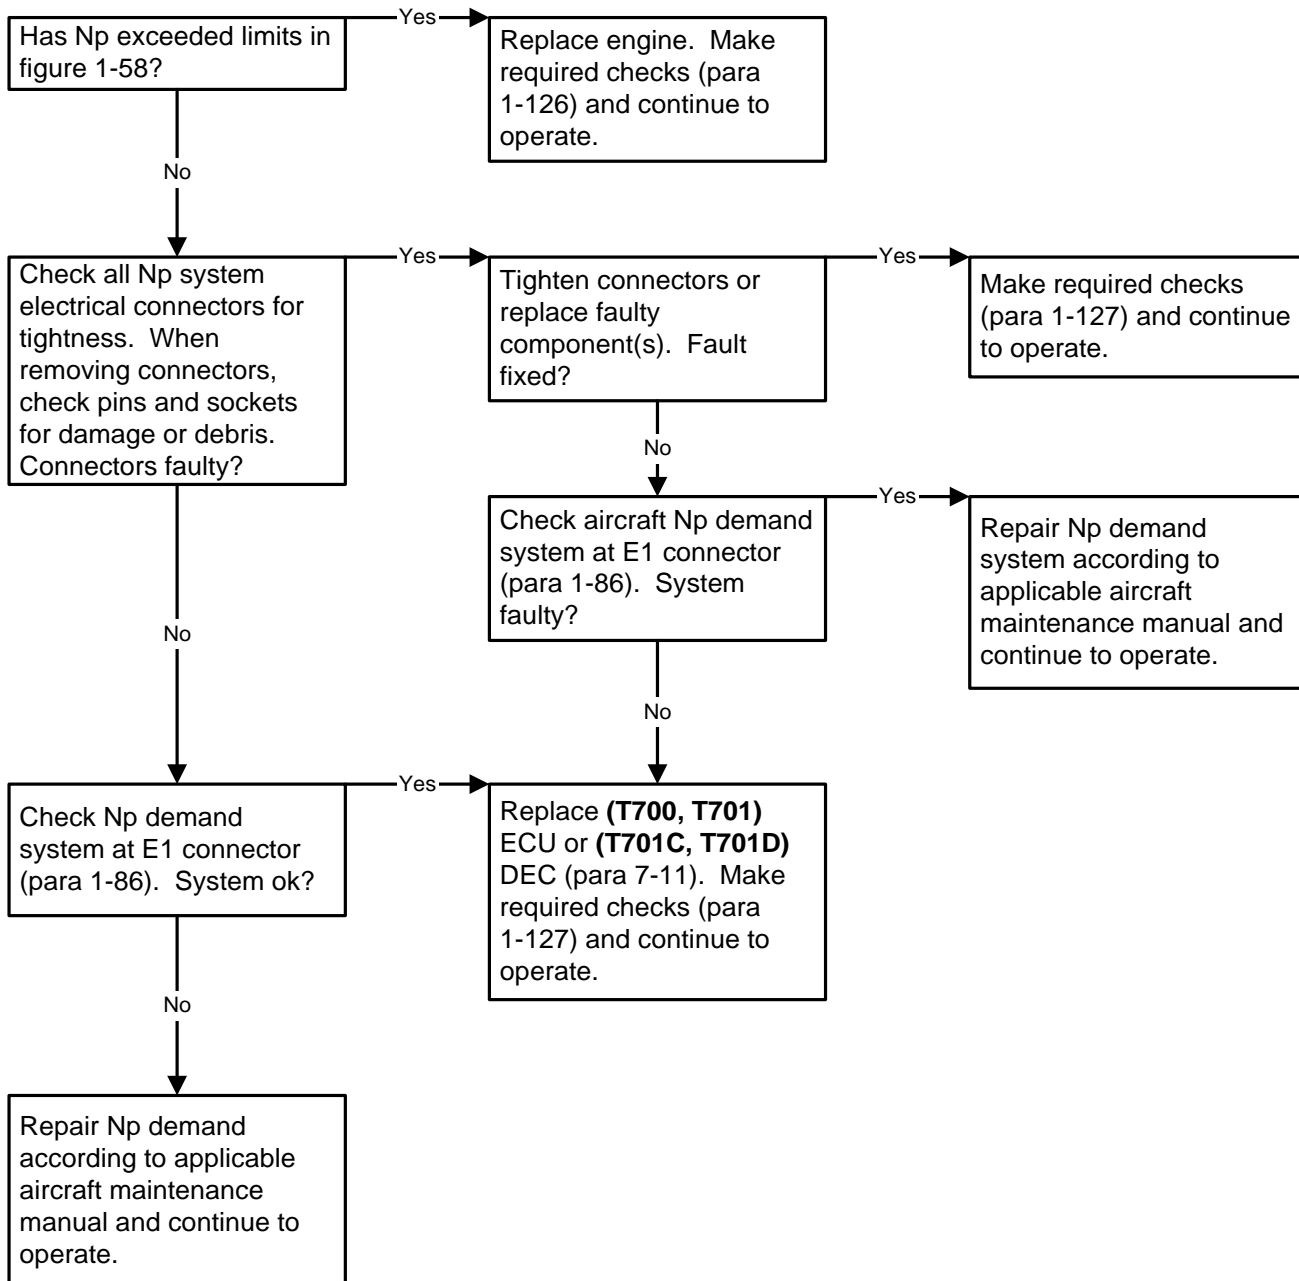 Has Np exceeded limits in
figure 1-58?
Yes
Replace engine.  Make
required checks (para
1-126) and continue to
operate.
No
Check all Np system
electrical connectors for
tightness.  When
removing connectors,
check pins and sockets
for damage or debris.
Connectors faulty?
Yes
Tighten connectors or
replace faulty
component(s).  Fault
fixed?
Yes
Make required checks
(para 1-127) and continue
to operate.
No
Check aircraft Np demand
system at E1 connector
(para 1-86).  System
faulty?
Yes
Repair Np demand
system according to
applicable aircraft
maintenance manual and
continue to operate.
No
No
Check Np demand
system at E1 connector
(para 1-86).  System ok?
Yes
Replace (T700, T701)
ECU or (T701C, T701D)
DEC (para 7-11).  Make
required checks (para
1-127) and continue to
operate.
No
Repair Np demand
according to applicable
aircraft maintenance
manual and continue to
operate.